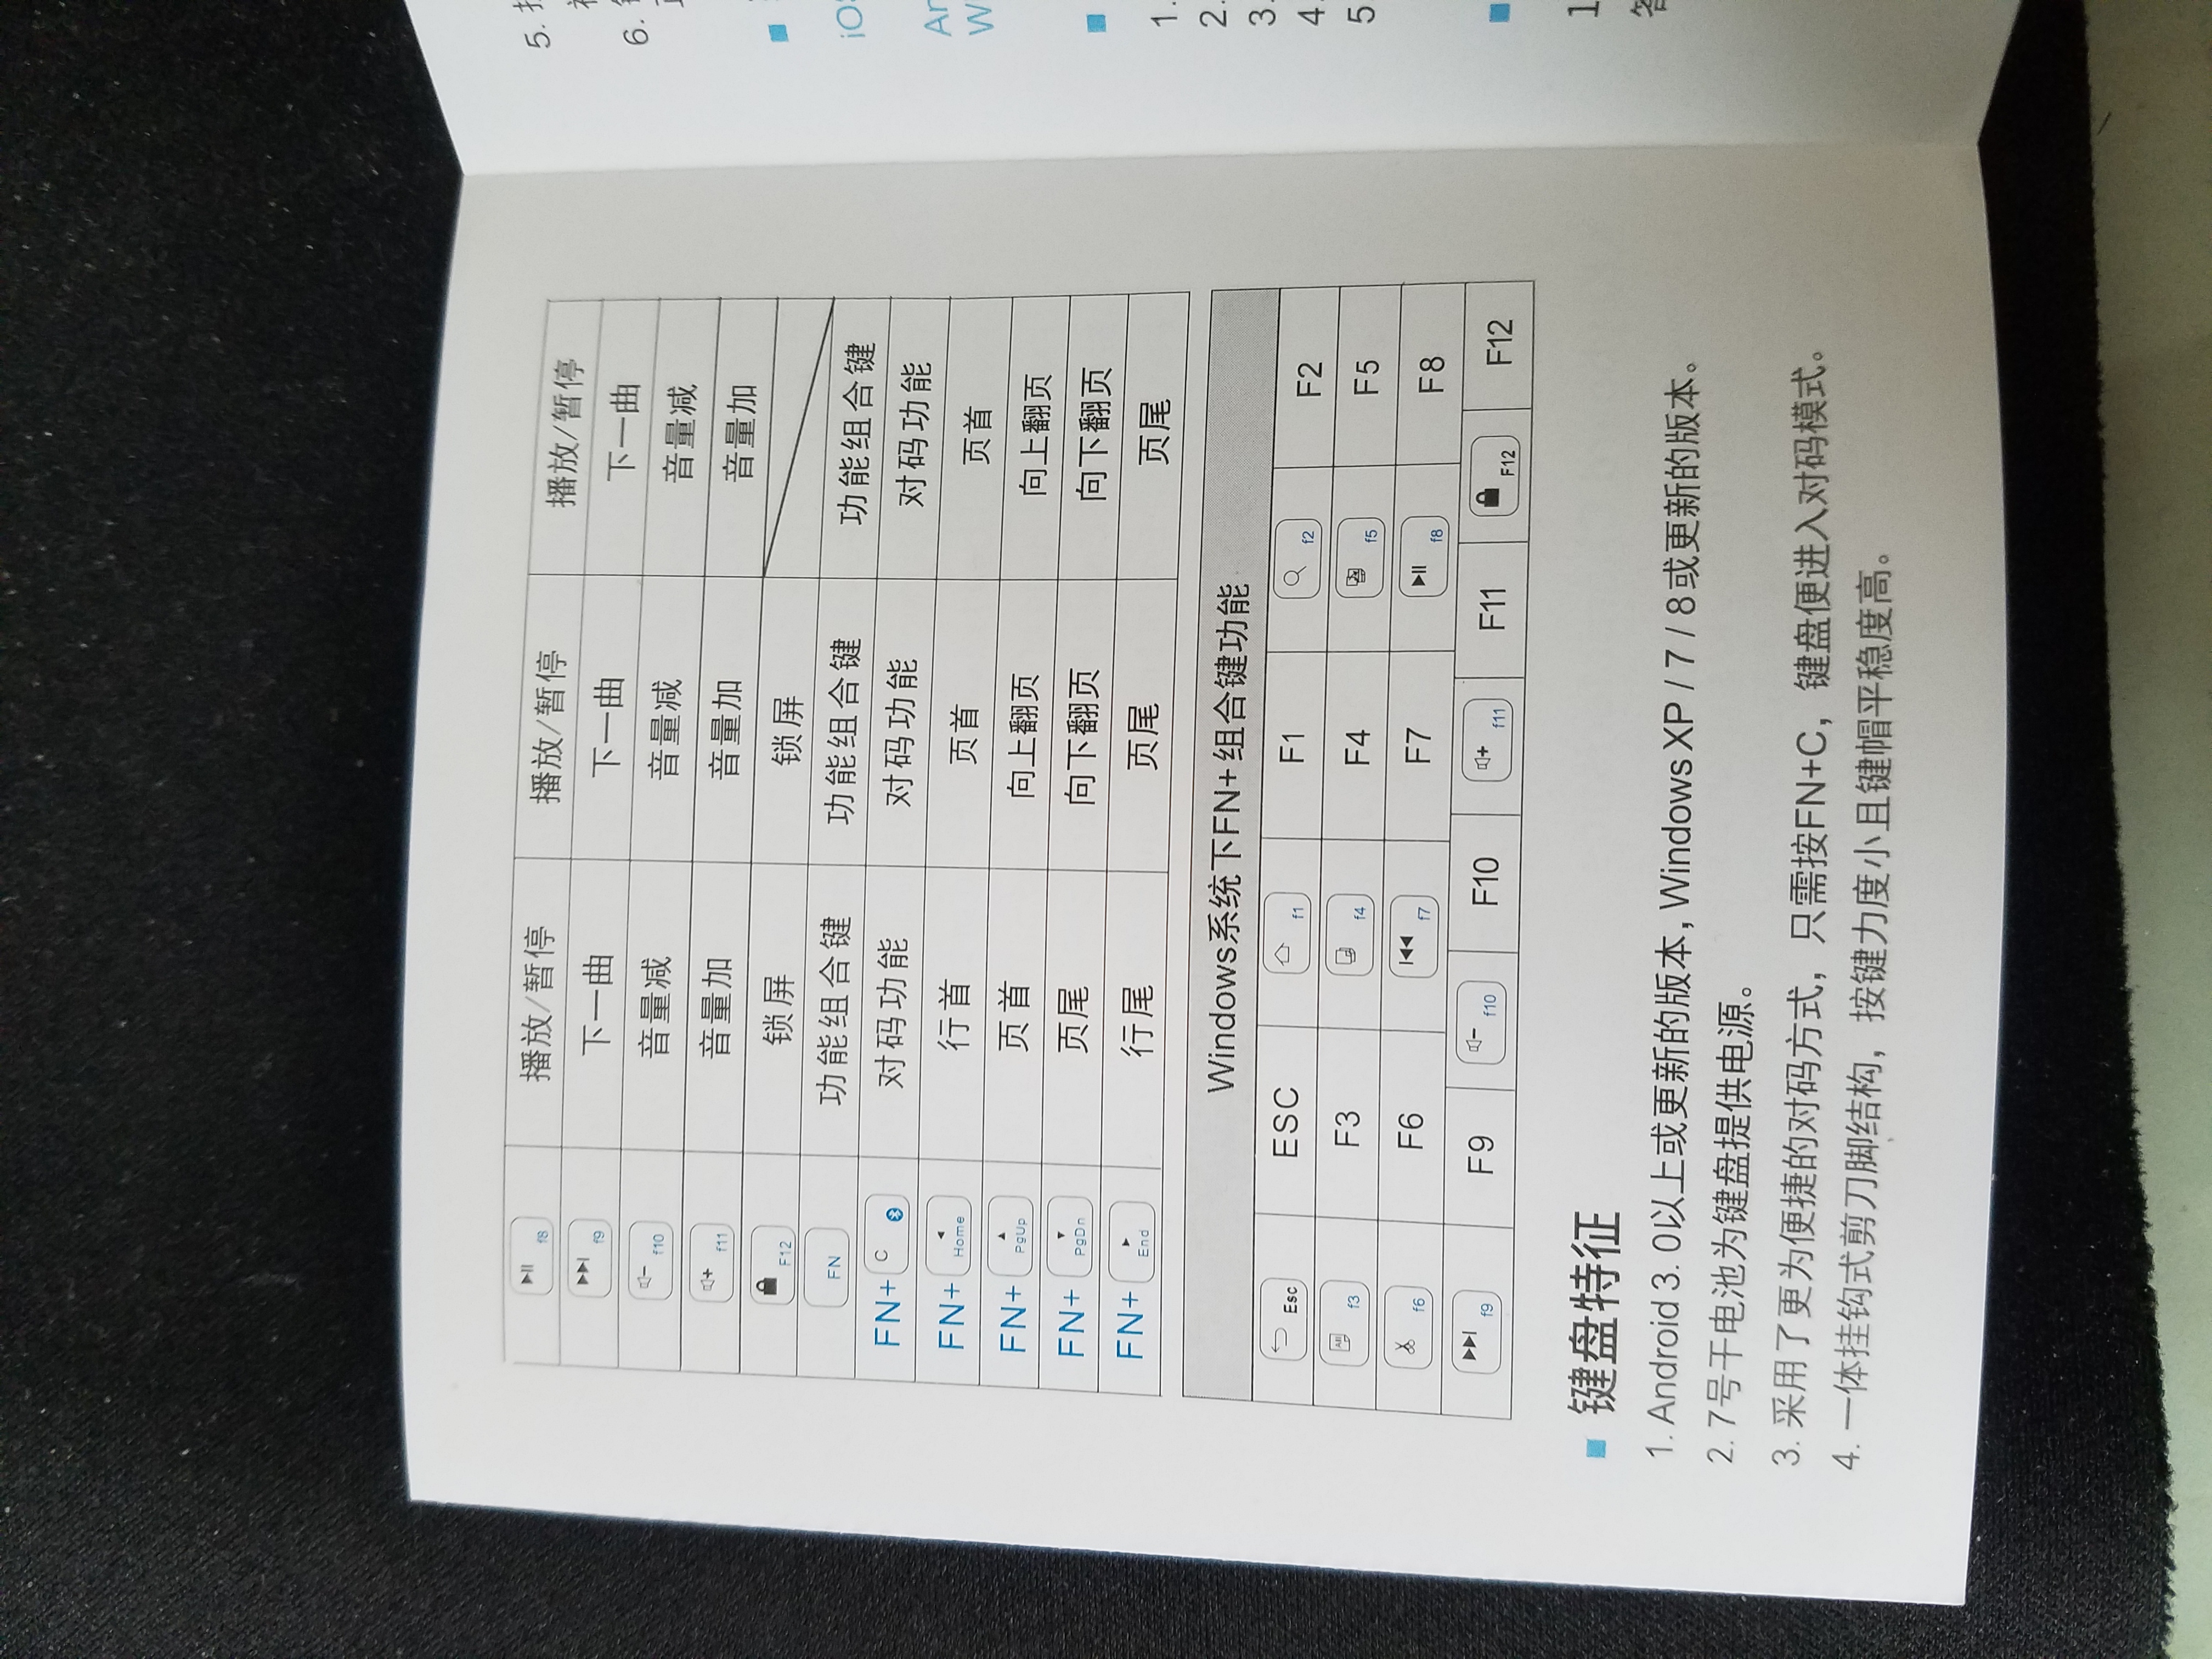 f8 播放/暂停 播放/暂停 播放/暂停
f9 下一曲 下一曲 下一曲
f10 音量减 音量减 音量减
f11 音量加 音量加 音量加
F12 锁屏 锁屏
FN 功能组合键 功能组合键 功能组合键
FN+ C 对码功能 对码功能 对码功能
FN+ Home 行首 页首 页首
FN+ PgUp 页首 向上翻页 向上翻页
FN+ PgDn 页尾 向下翻页 向下翻页
FN+ End 行尾 页尾 页尾
Windows系统下FN+组合键功能
Esc ESC f1 F1 f2 F2
f3 F3 f4 F4 f5 F5
f6 F6 f7 F7 f8 F8
f9 F9 f10 F10 f11 F11 F12 F12
键盘特征
1. Android 3. 0以上或更新的版本, Windows XP / 7 / 8或更新的版本。
2. 7号干电池为键盘提供电源。
3. 采用了更为便捷的对码方式，只需按FN+C，键盘便进入对码模式。
4. 一体挂钩式剪刀脚结构，按键力度小且键帽平稳度高。
5.
6.
1.
2.
3.
4.
5
1